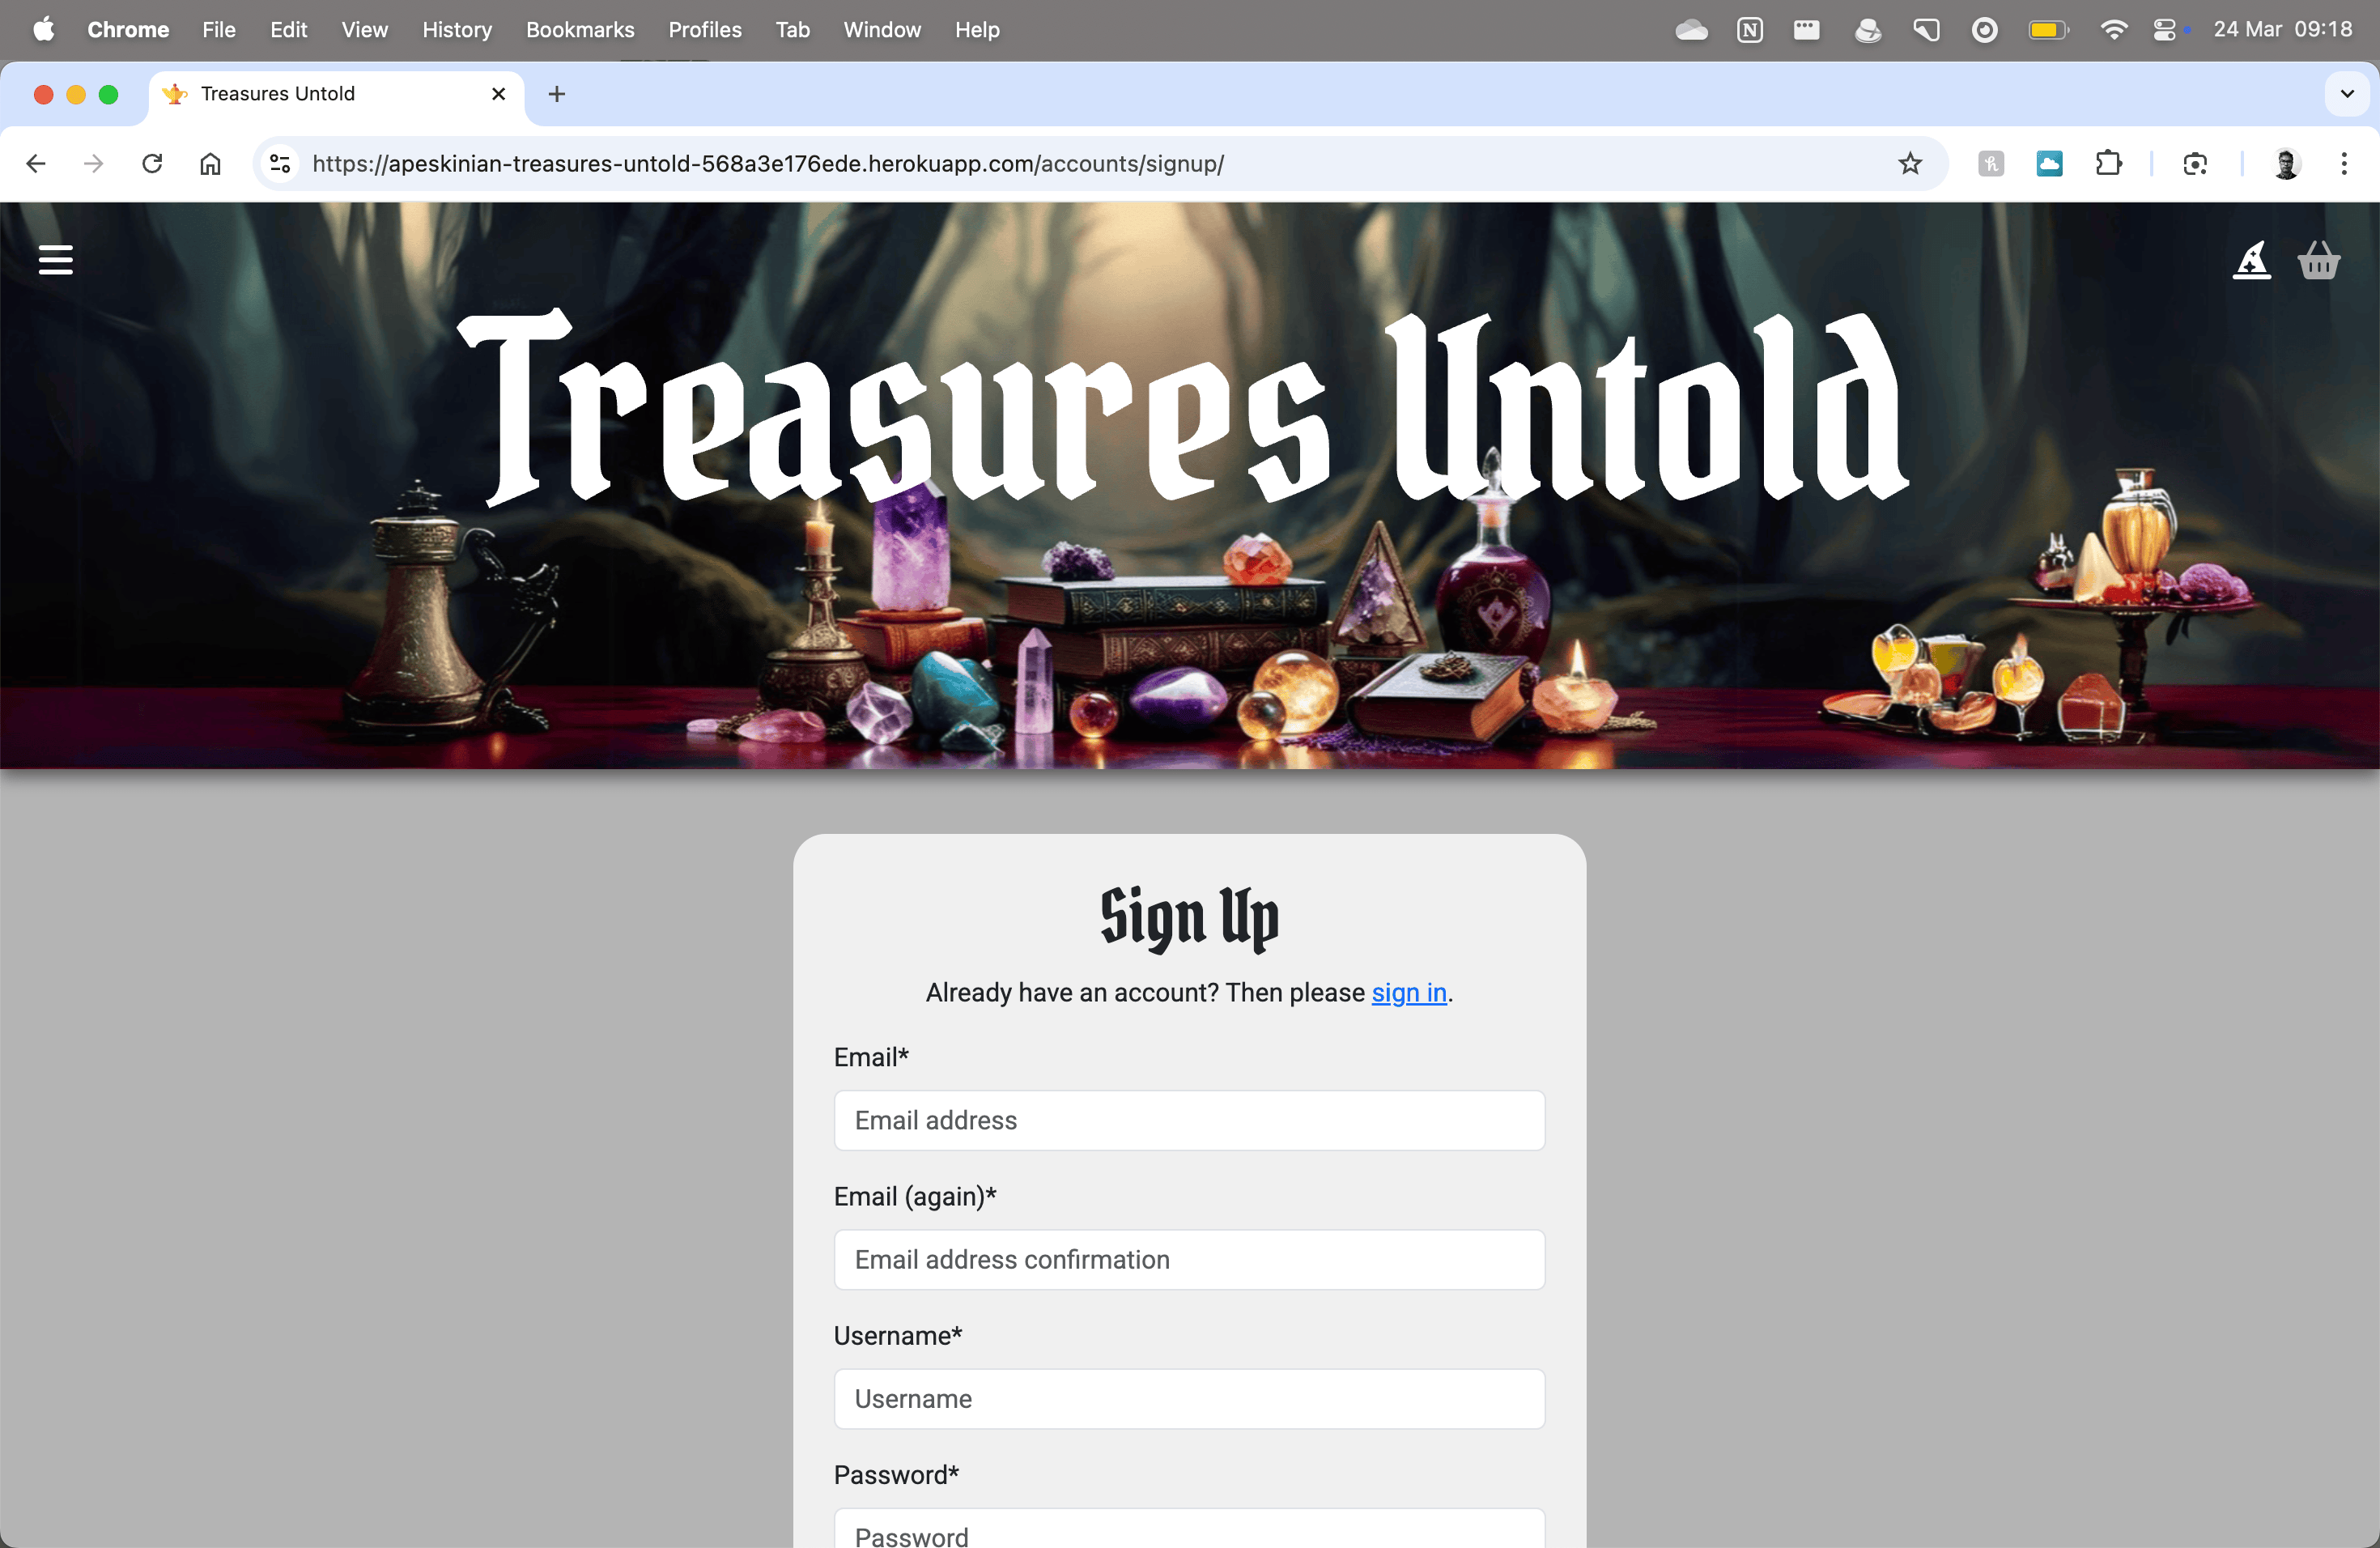 Chrome File Edit View History Bookmarks Profiles Tab Window Help 24 Mar 09:18
Treasures Untold
https://apeskinian-treasures-untold-568a3e176ede.herokuapp.com/accounts/signup/
Treasures Untold
Sign Up
Already have an account? Then please sign in.
Email*
Email address
Email (again)*
Email address confirmation
Username*
Username
Password*
Password